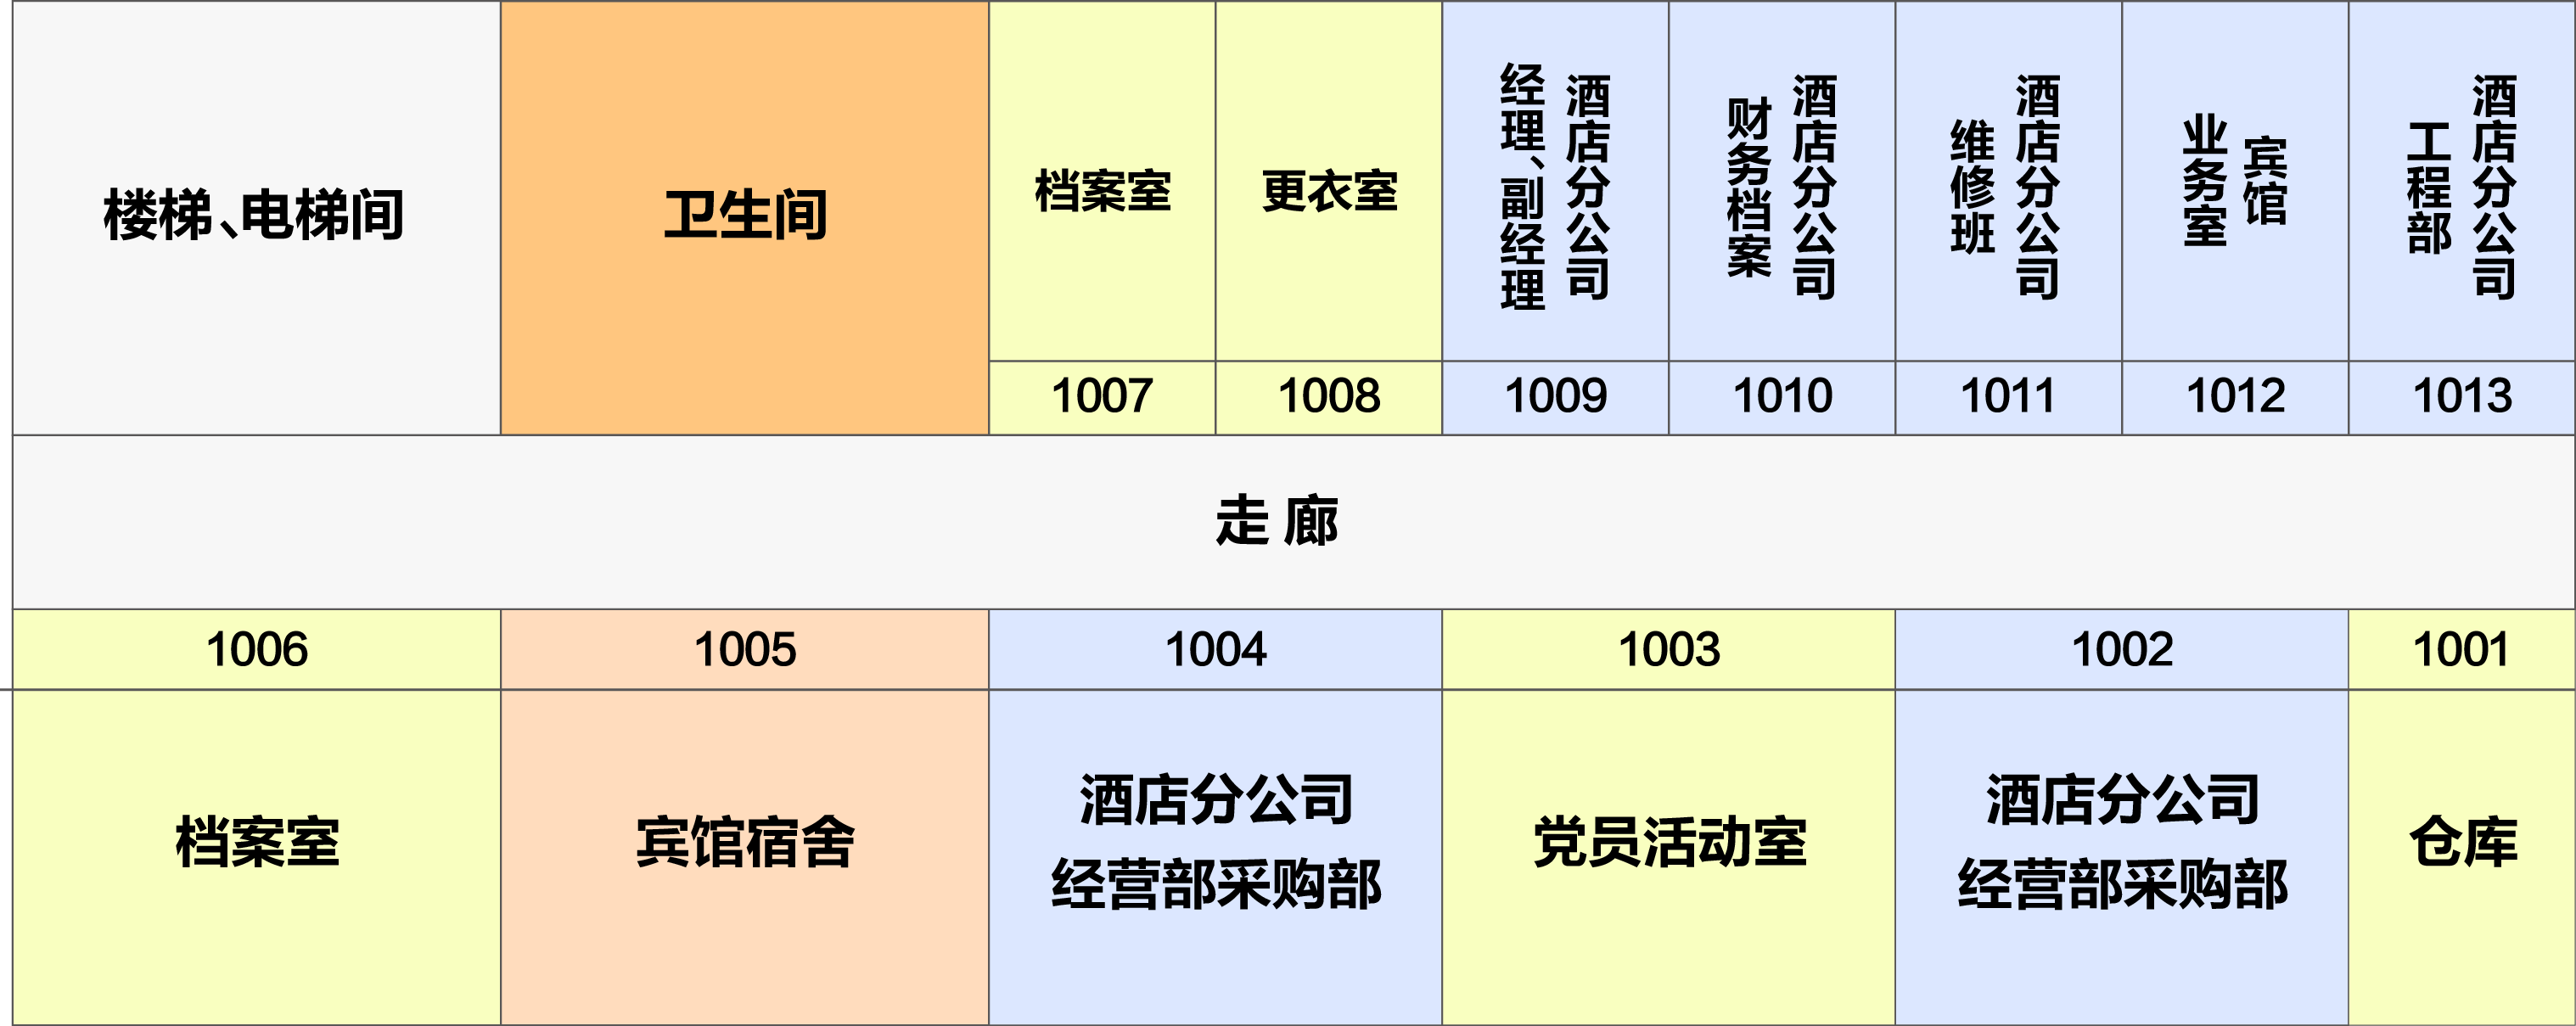 楼梯、电梯间
卫生间
档案室
更衣室
酒店分公司
经理、副经理
酒店分公司
财务档案
酒店分公司
维修班
宾馆
业务室
酒店分公司
工程部
1007
1008
1009
1010
1011
1012
1013
走廊
1006
1005
1004
1003
1002
1001
档案室
宾馆宿舍
酒店分公司
经营部采购部
党员活动室
酒店分公司
经营部采购部
仓库